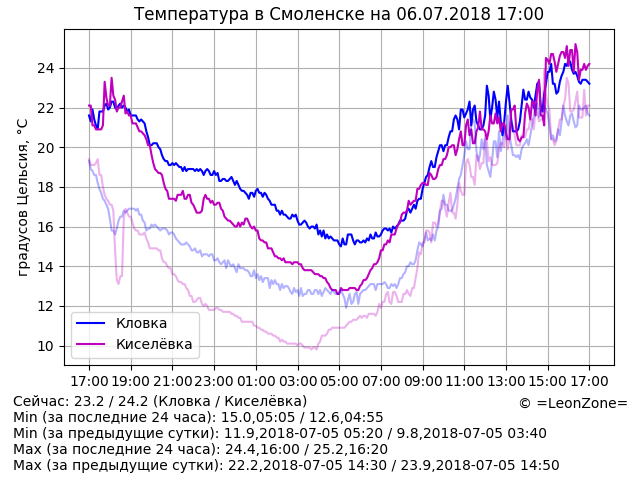 Температура в Смоленске на 06.07.2018 17:00
градусов Цельсия, °C
24
22
20
18
16
14
12
10
Кловка
Киселёвка
17:00 19:00 21:00 23:00 01:00 03:00 05:00 07:00 09:00 11:00 13:00 15:00 17:00
Сейчас: 23.2 / 24.2 (Кловка / Киселёвка)
© =LeonZone=
Min (за последние 24 часа): 15.0,05:05 / 12.6,04:55
Min (за предыдущие сутки): 11.9,2018-07-05 05:20 / 9.8,2018-07-05 03:40
Max (за последние 24 часа): 24.4,16:00 / 25.2,16:20
Max (за предыдущие сутки): 22.2,2018-07-05 14:30 / 23.9,2018-07-05 14:50